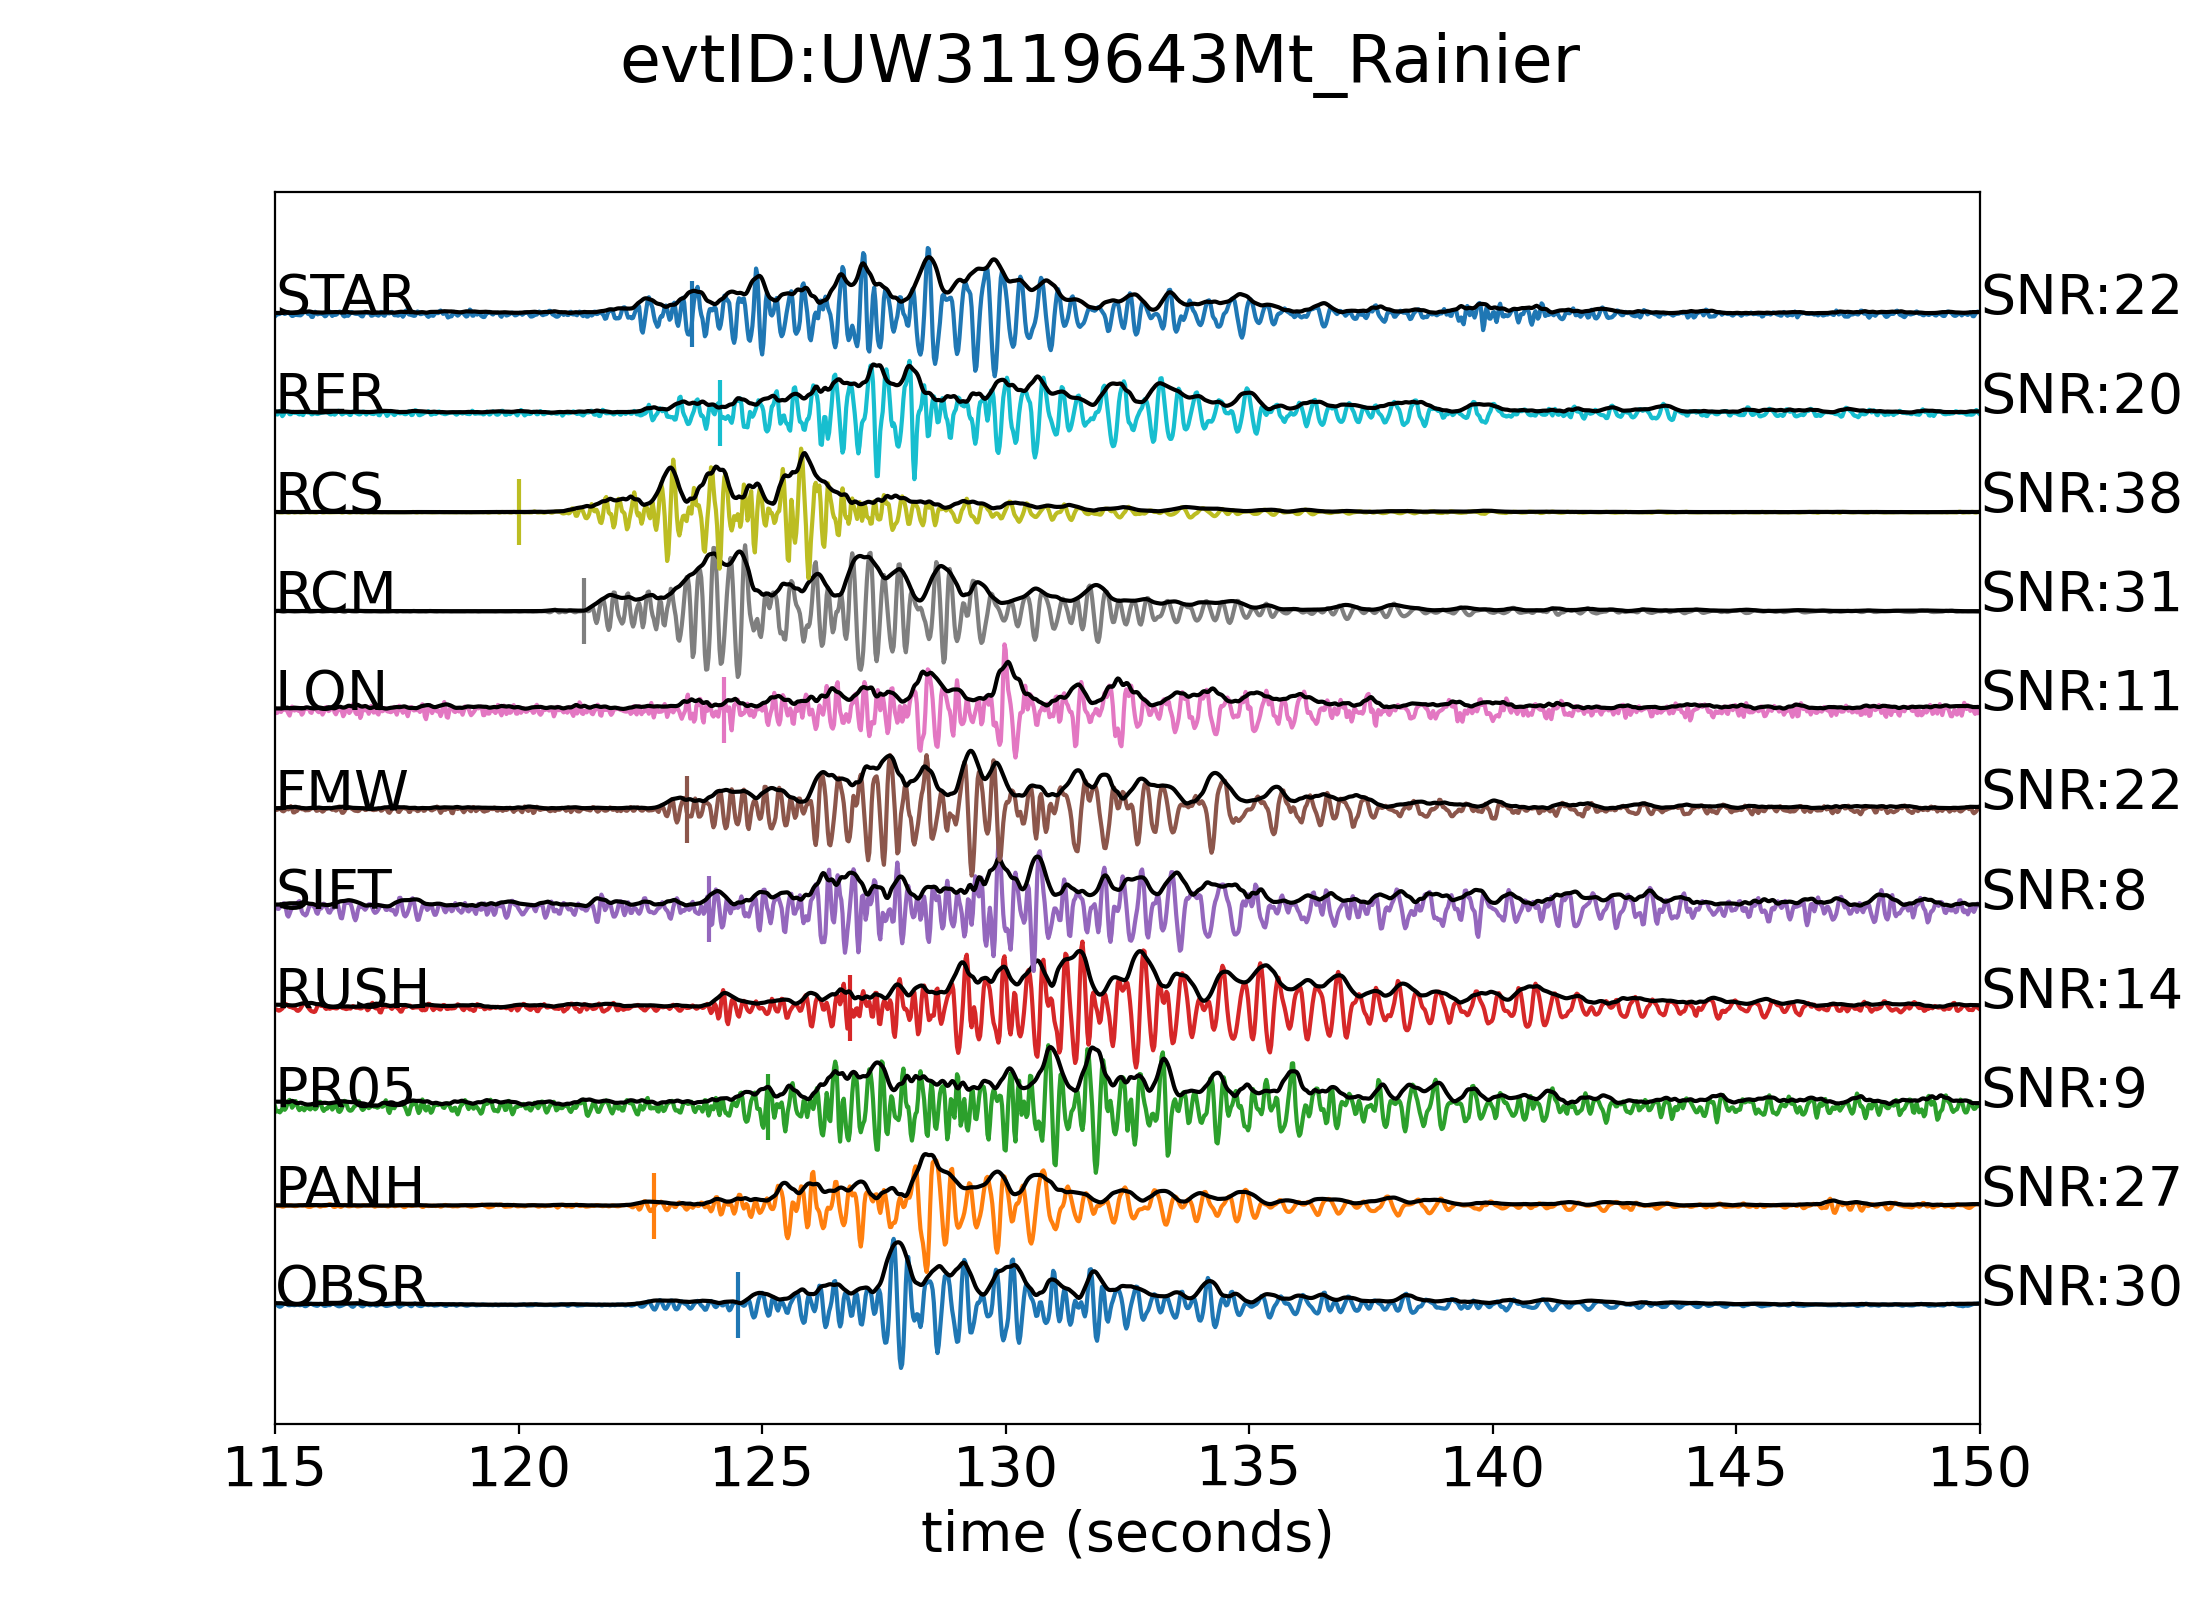 evtID:UW3119643Mt_Rainier
STAR SNR:22
RER SNR:20
RCS SNR:38
RCM SNR:31
LON SNR:11
FMW SNR:22
SIFT SNR:8
RUSH SNR:14
PR05 SNR:9
PANH SNR:27
OBSR SNR:30
115 120 125 130 135 140 145 150
time (seconds)